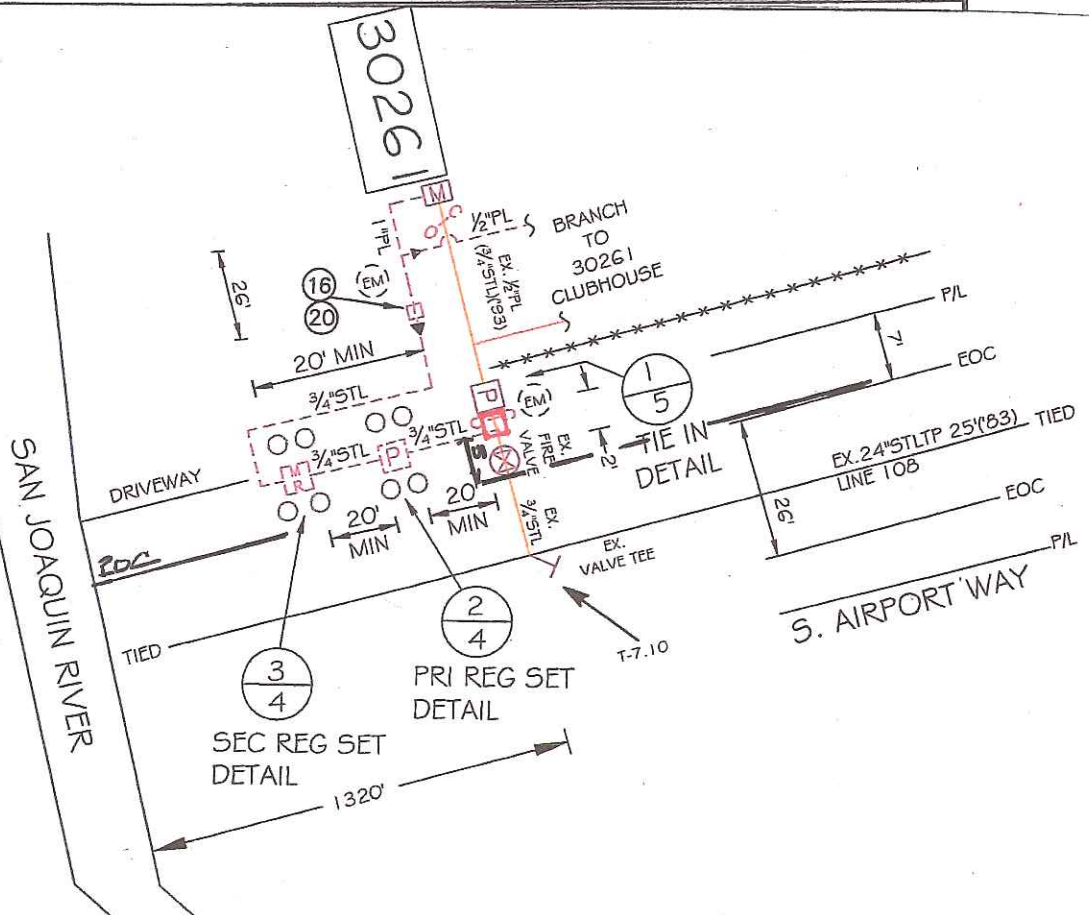 30261
M
C
O
½"PL
BRANCH
TO
30261
CLUBHOUSE
1"PL
EX. ½"PL
(¾"STL)('93)
26'
16
20
(EM)
E
20' MIN
¾"STL
P
(EM)
1
5
TIE IN
DETAIL
P/L
7'
EOC
EX.24"STLTP 25'('83)
LINE 108
TIED
EOC
P/L
26'
S. AIRPORT WAY
2'
EX.
FIRE
VALVE
¾"STL
¾"STL
P
M
R
5'
20'
MIN
20'
MIN
EX.
¾"STL
EX.
VALVE TEE
T-7.10
DRIVEWAY
EOC
TIED
SAN JOAQUIN RIVER
3
4
SEC REG SET
DETAIL
2
4
PRI REG SET
DETAIL
1320'